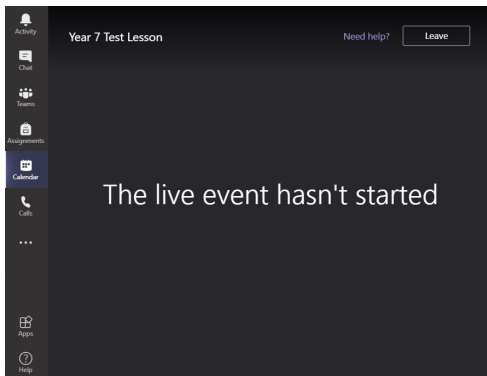 Activity
Chat
Teams
Assignments
Calendar
Calls
Apps
Help
Year 7 Test Lesson
Need help?
Leave
The live event hasn't started